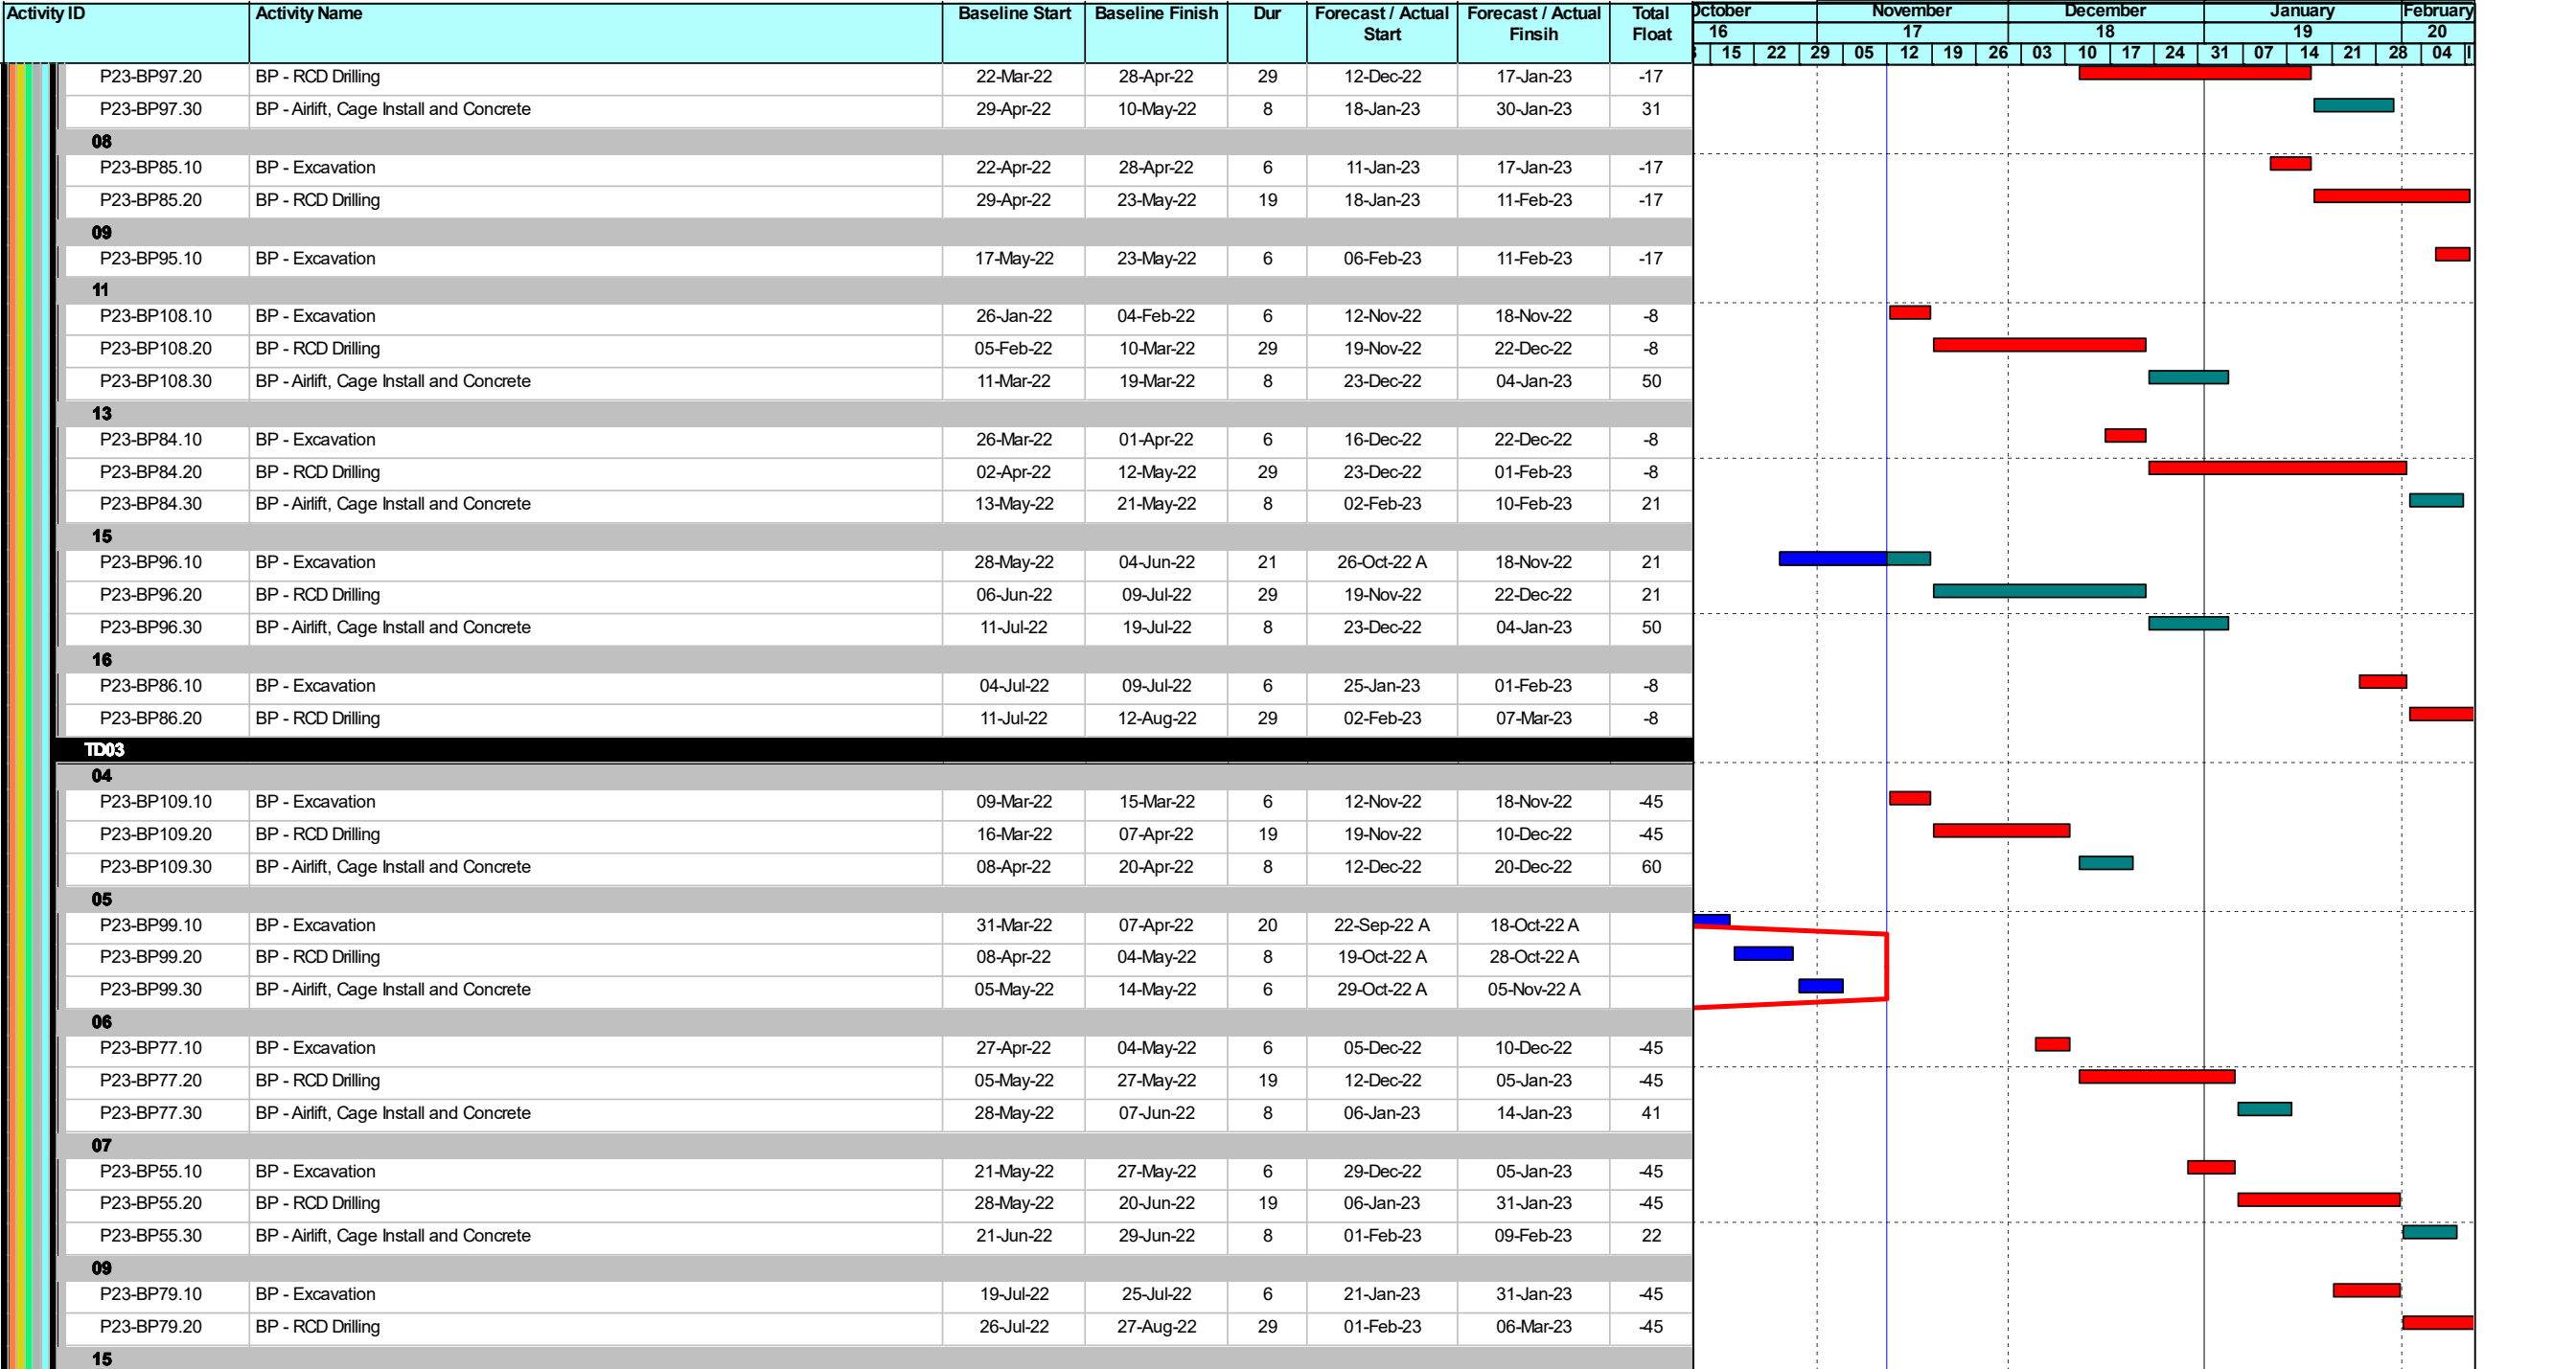 Activity ID Activity Name Baseline Start Baseline Finish Dur Forecast / Actual Start Forecast / Actual Finsih Total Float October November December January February
16 17 18 19 20
15 22 29 05 12 19 26 03 10 17 24 31 07 14 21 28 04
P23-BP97.20 BP - RCD Drilling 22-Mar-22 28-Apr-22 29 12-Dec-22 17-Jan-23 -17
P23-BP97.30 BP - Airlift, Cage Install and Concrete 29-Apr-22 10-May-22 8 18-Jan-23 30-Jan-23 31
08
P23-BP85.10 BP - Excavation 22-Apr-22 28-Apr-22 6 11-Jan-23 17-Jan-23 -17
P23-BP85.20 BP - RCD Drilling 29-Apr-22 23-May-22 19 18-Jan-23 11-Feb-23 -17
09
P23-BP95.10 BP - Excavation 17-May-22 23-May-22 6 06-Feb-23 11-Feb-23 -17
11
P23-BP108.10 BP - Excavation 26-Jan-22 04-Feb-22 6 12-Nov-22 18-Nov-22 -8
P23-BP108.20 BP - RCD Drilling 05-Feb-22 10-Mar-22 29 19-Nov-22 22-Dec-22 -8
P23-BP108.30 BP - Airlift, Cage Install and Concrete 11-Mar-22 19-Mar-22 8 23-Dec-22 04-Jan-23 50
13
P23-BP84.10 BP - Excavation 26-Mar-22 01-Apr-22 6 16-Dec-22 22-Dec-22 -8
P23-BP84.20 BP - RCD Drilling 02-Apr-22 12-May-22 29 23-Dec-22 01-Feb-23 -8
P23-BP84.30 BP - Airlift, Cage Install and Concrete 13-May-22 21-May-22 8 02-Feb-23 10-Feb-23 21
15
P23-BP96.10 BP - Excavation 28-May-22 04-Jun-22 21 26-Oct-22 A 18-Nov-22 21
P23-BP96.20 BP - RCD Drilling 06-Jun-22 09-Jul-22 29 19-Nov-22 22-Dec-22 21
P23-BP96.30 BP - Airlift, Cage Install and Concrete 11-Jul-22 19-Jul-22 8 23-Dec-22 04-Jan-23 50
16
P23-BP86.10 BP - Excavation 04-Jul-22 09-Jul-22 6 25-Jan-23 01-Feb-23 -8
P23-BP86.20 BP - RCD Drilling 11-Jul-22 12-Aug-22 29 02-Feb-23 07-Mar-23 -8
TD03
04
P23-BP109.10 BP - Excavation 09-Mar-22 15-Mar-22 6 12-Nov-22 18-Nov-22 -45
P23-BP109.20 BP - RCD Drilling 16-Mar-22 07-Apr-22 19 19-Nov-22 10-Dec-22 -45
P23-BP109.30 BP - Airlift, Cage Install and Concrete 08-Apr-22 20-Apr-22 8 12-Dec-22 20-Dec-22 60
05
P23-BP99.10 BP - Excavation 31-Mar-22 07-Apr-22 20 22-Sep-22 A 18-Oct-22 A
P23-BP99.20 BP - RCD Drilling 08-Apr-22 04-May-22 8 19-Oct-22 A 28-Oct-22 A
P23-BP99.30 BP - Airlift, Cage Install and Concrete 05-May-22 14-May-22 6 29-Oct-22 A 05-Nov-22 A
06
P23-BP77.10 BP - Excavation 27-Apr-22 04-May-22 6 05-Dec-22 10-Dec-22 -45
P23-BP77.20 BP - RCD Drilling 05-May-22 27-May-22 19 12-Dec-22 05-Jan-23 -45
P23-BP77.30 BP - Airlift, Cage Install and Concrete 28-May-22 07-Jun-22 8 06-Jan-23 14-Jan-23 41
07
P23-BP55.10 BP - Excavation 21-May-22 27-May-22 6 29-Dec-22 05-Jan-23 -45
P23-BP55.20 BP - RCD Drilling 28-May-22 20-Jun-22 19 06-Jan-23 31-Jan-23 -45
P23-BP55.30 BP - Airlift, Cage Install and Concrete 21-Jun-22 29-Jun-22 8 01-Feb-23 09-Feb-23 22
09
P23-BP79.10 BP - Excavation 19-Jul-22 25-Jul-22 6 21-Jan-23 31-Jan-23 -45
P23-BP79.20 BP - RCD Drilling 26-Jul-22 27-Aug-22 29 01-Feb-23 06-Mar-23 -45
15